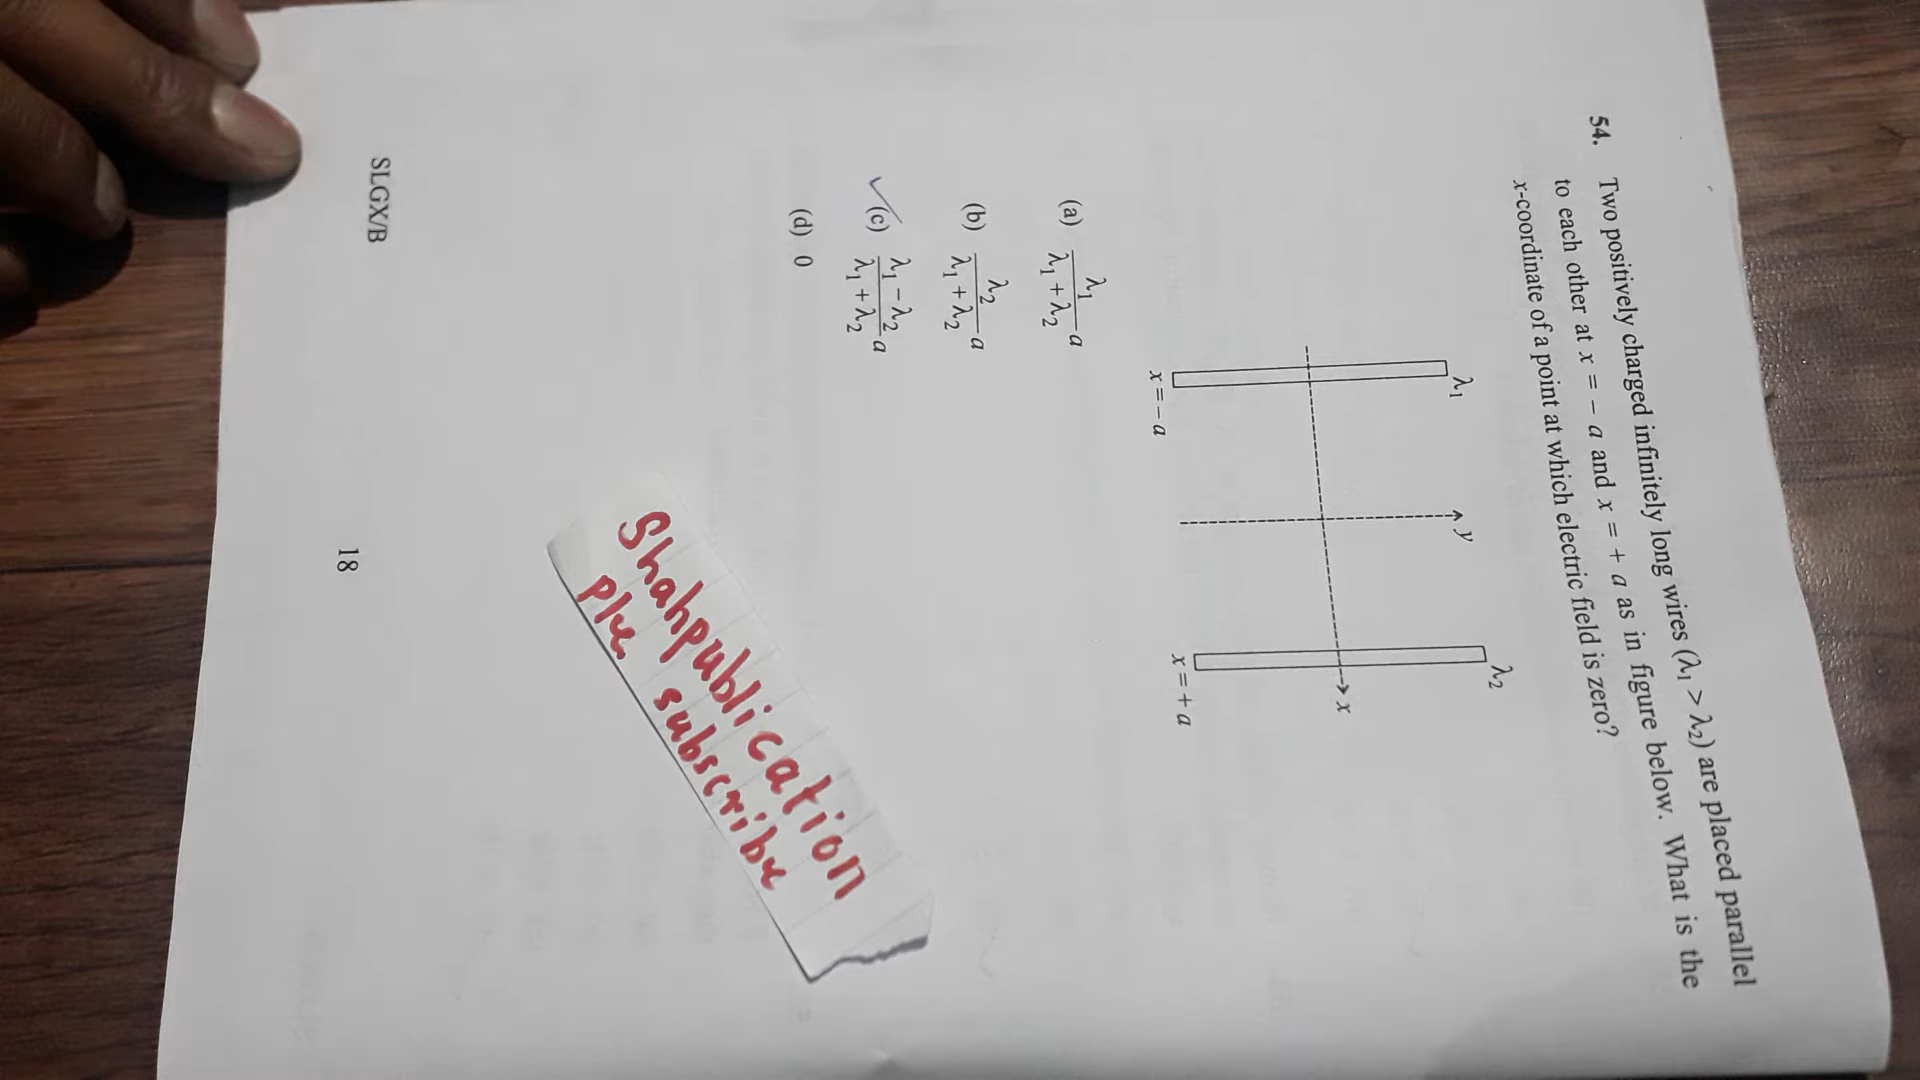 54. Two positively charged infinitely long wires (λ₁ > λ₂) are placed parallel
to each other at x = − a and x = + a as in figure below. What is the
x-coordinate of a point at which electric field is zero?
λ₁
y
λ₂
x
x = − a
x = + a
(a) λ₁/(λ₁ + λ₂) a
(b) λ₂/(λ₁ + λ₂) a
(c) (λ₁ − λ₂)/(λ₁ + λ₂) a
(d) 0
Shahpublication
plx subscribe
SLGX/B
18